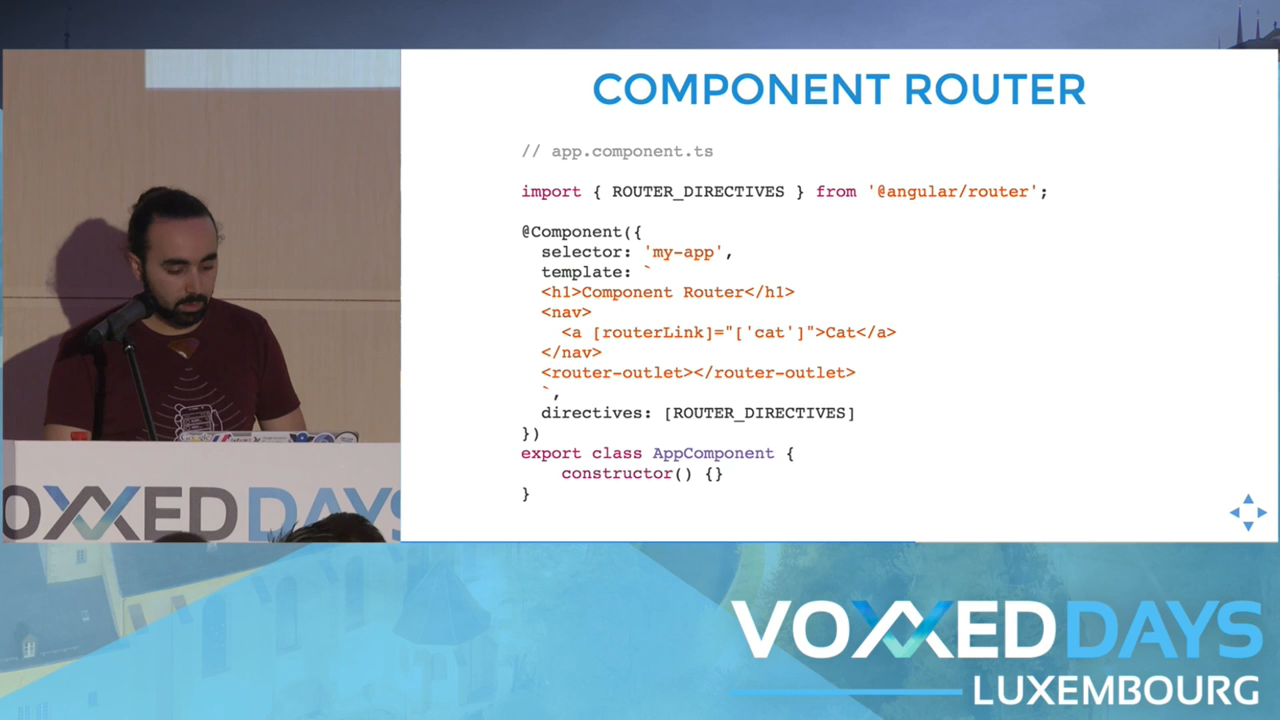 COMPONENT ROUTER
// app.component.ts
import { ROUTER_DIRECTIVES } from '@angular/router';
@Component({
  selector: 'my-app',
  template: `
  <h1>Component Router</h1>
  <nav>
    <a [routerLink]="['cat']">Cat</a>
  </nav>
  <router-outlet></router-outlet>
  `,
  directives: [ROUTER_DIRECTIVES]
})
export class AppComponent {
    constructor() {}
}
VOXXED DAYS
VOXXED DAYS
LUXEMBOURG